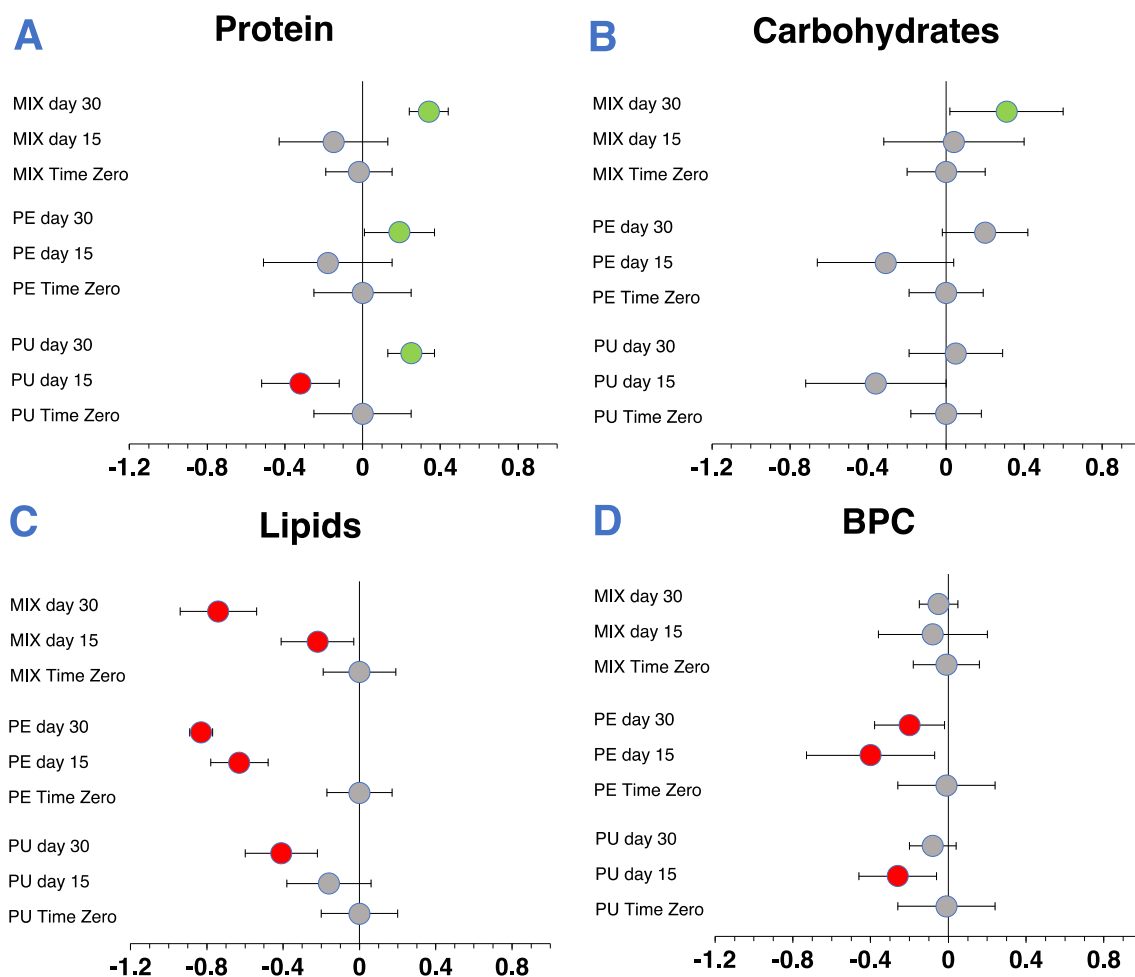 A Protein
MIX day 30
MIX day 15
MIX Time Zero
PE day 30
PE day 15
PE Time Zero
PU day 30
PU day 15
PU Time Zero
-1.2 -0.8 -0.4 0 0.4 0.8
B Carbohydrates
MIX day 30
MIX day 15
MIX Time Zero
PE day 30
PE day 15
PE Time Zero
PU day 30
PU day 15
PU Time Zero
-1.2 -0.8 -0.4 0 0.4 0.8
C Lipids
MIX day 30
MIX day 15
MIX Time Zero
PE day 30
PE day 15
PE Time Zero
PU day 30
PU day 15
PU Time Zero
-1.2 -0.8 -0.4 0 0.4 0.8
D BPC
MIX day 30
MIX day 15
MIX Time Zero
PE day 30
PE day 15
PE Time Zero
PU day 30
PU day 15
PU Time Zero
-1.2 -0.8 -0.4 0 0.4 0.8